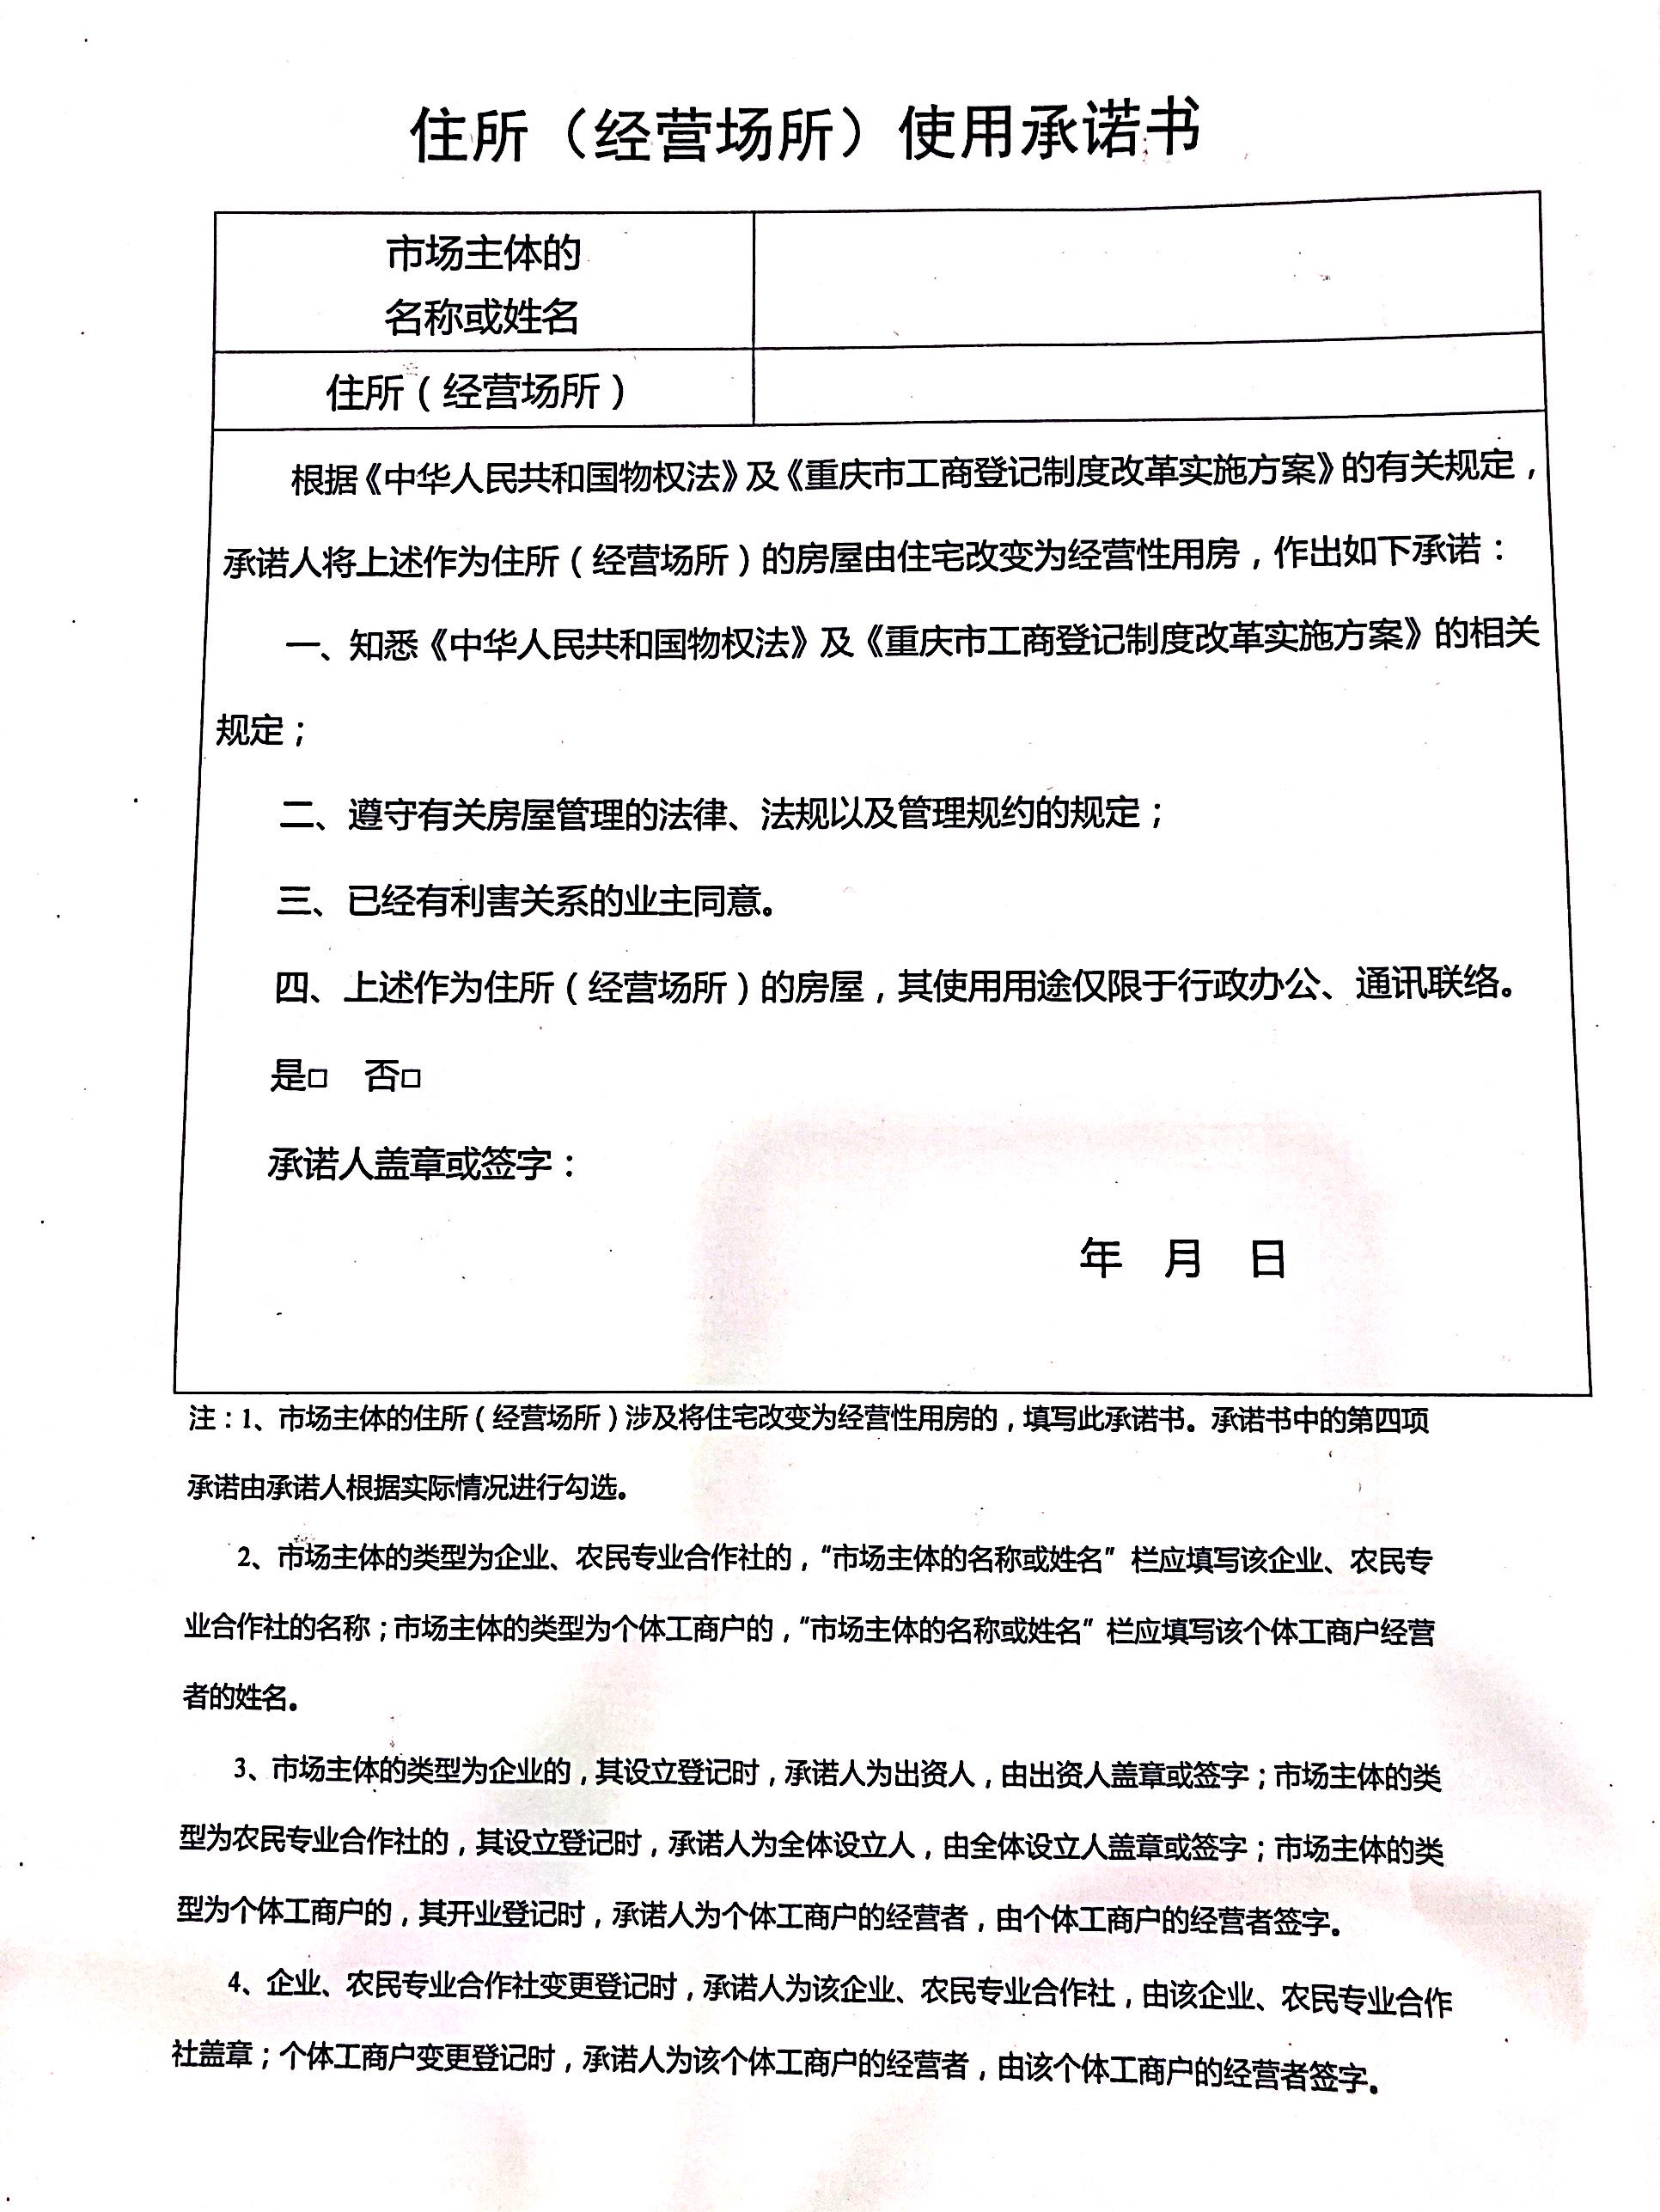 住所（经营场所）使用承诺书
市场主体的
名称或姓名
住所（经营场所）
根据《中华人民共和国物权法》及《重庆市工商登记制度改革实施方案》的有关规定，
承诺人将上述作为住所（经营场所）的房屋由住宅改变为经营性用房，作出如下承诺：
一、知悉《中华人民共和国物权法》及《重庆市工商登记制度改革实施方案》的相关
规定；
二、遵守有关房屋管理的法律、法规以及管理规约的规定；
三、已经有利害关系的业主同意。
四、上述作为住所（经营场所）的房屋，其使用用途仅限于行政办公、通讯联络。
是□ 否□
承诺人盖章或签字：
年 月 日
注：1、市场主体的住所（经营场所）涉及将住宅改变为经营性用房的，填写此承诺书。承诺书中的第四项
承诺由承诺人根据实际情况进行勾选。
2、市场主体的类型为企业、农民专业合作社的，“市场主体的名称或姓名”栏应填写该企业、农民专
业合作社的名称；市场主体的类型为个体工商户的，“市场主体的名称或姓名”栏应填写该个体工商户经营
者的姓名。
3、市场主体的类型为企业的，其设立登记时，承诺人为出资人，由出资人盖章或签字；市场主体的类
型为农民专业合作社的，其设立登记时，承诺人为全体设立人，由全体设立人盖章或签字；市场主体的类
型为个体工商户的，其开业登记时，承诺人为个体工商户的经营者，由个体工商户的经营者签字。
4、企业、农民专业合作社变更登记时，承诺人为该企业、农民专业合作社，由该企业、农民专业合作
社盖章；个体工商户变更登记时，承诺人为该个体工商户的经营者，由该个体工商户的经营者签字。